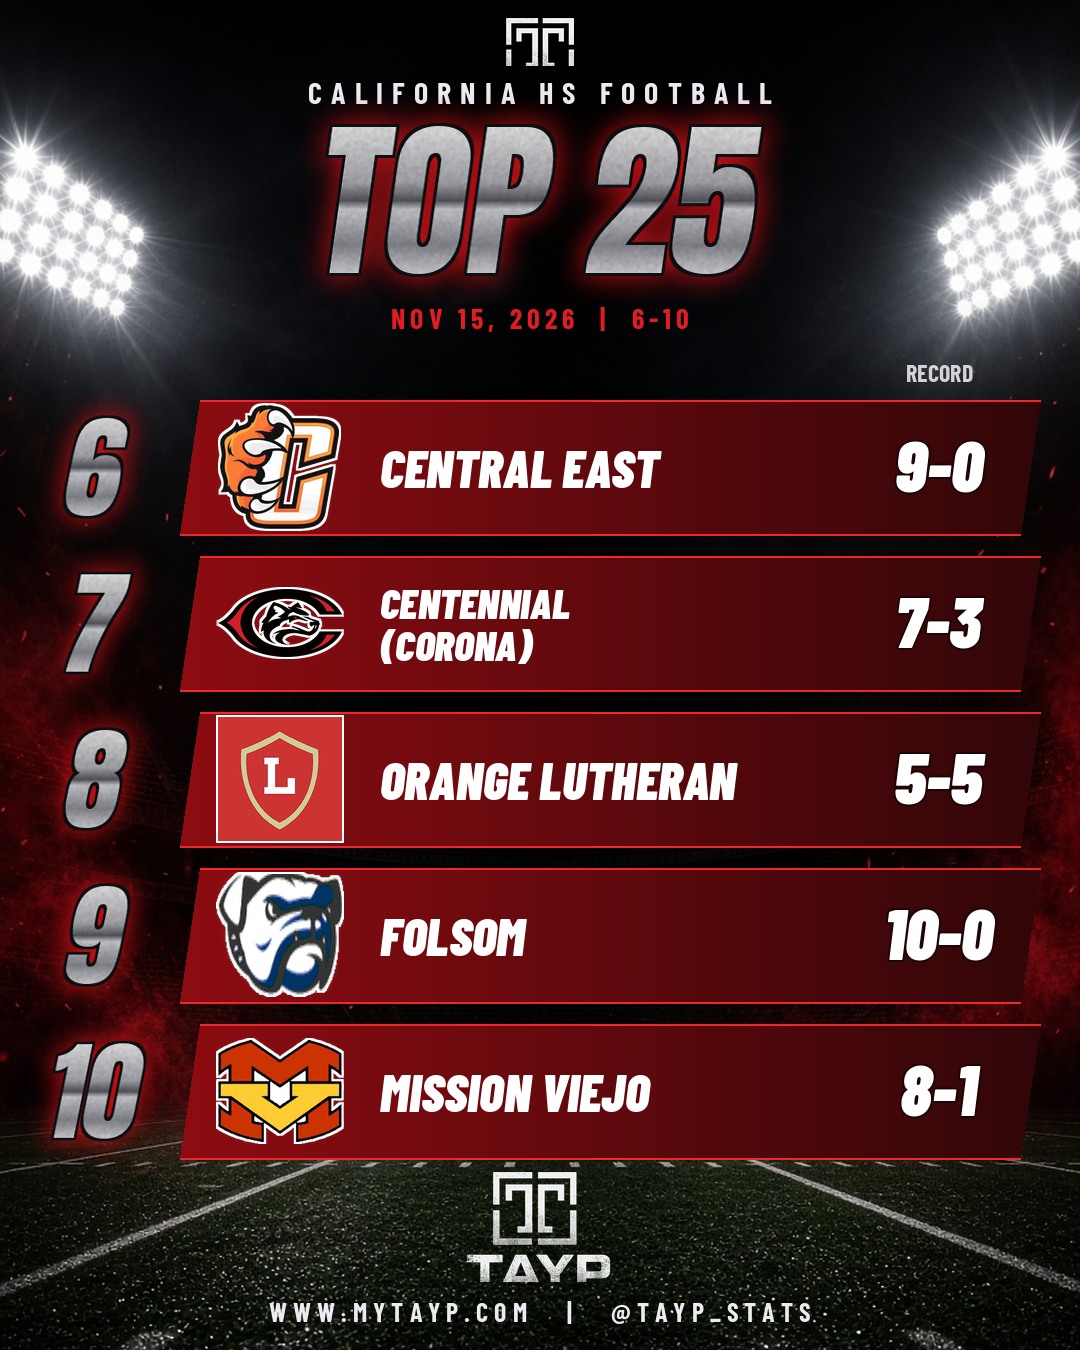 CALIFORNIA HS FOOTBALL
TOP 25
NOV 15, 2026 | 6-10
RECORD
6 C CENTRAL EAST 9-0
7 C CENTENNIAL (CORONA) 7-3
8 L ORANGE LUTHERAN 5-5
9 FOLSOM 10-0
10 MV MISSION VIEJO 8-1
TAYP
WWW.MYTAYP.COM | @TAYP_STATS